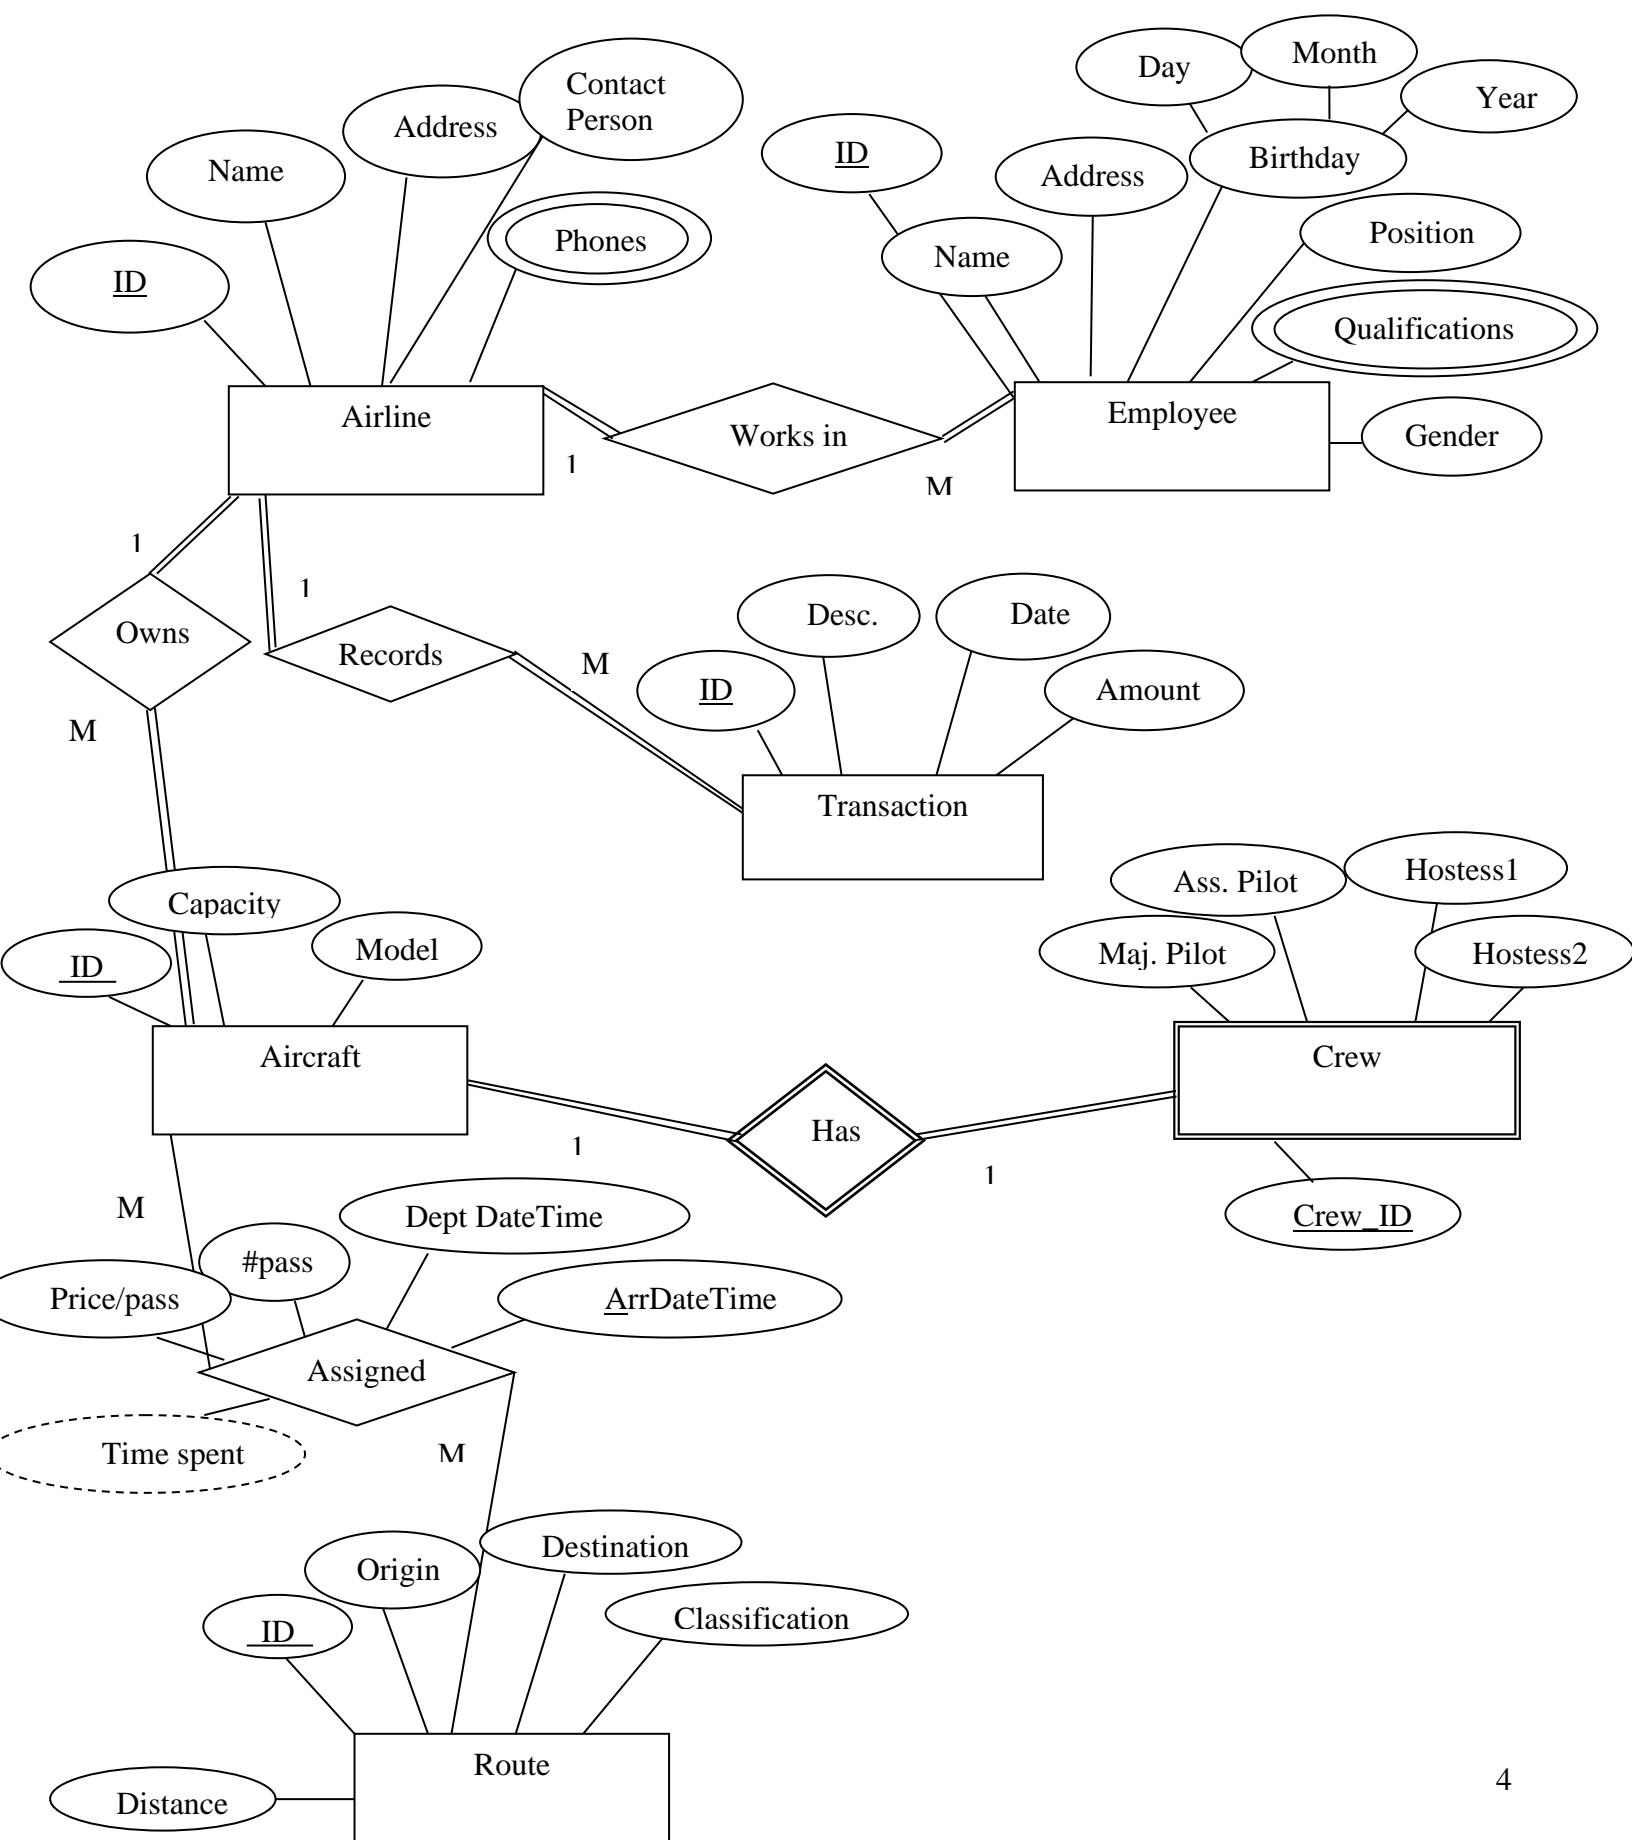 Month
Day
Year
Contact
Person
Address
ID
Birthday
Name
Address
Position
Phones
Name
ID
Qualifications
Airline
Employee
Works in
Gender
1
M
1
1
Desc.
Date
Owns
Records
M
ID
Amount
M
Transaction
Hostess1
Ass. Pilot
Capacity
Model
Maj. Pilot
Hostess2
ID
Aircraft
Crew
Has
1
1
M
Dept DateTime
Crew_ID
#pass
Price/pass
ArrDateTime
Assigned
Time spent
M
Destination
Origin
Classification
ID
Route
4
Distance